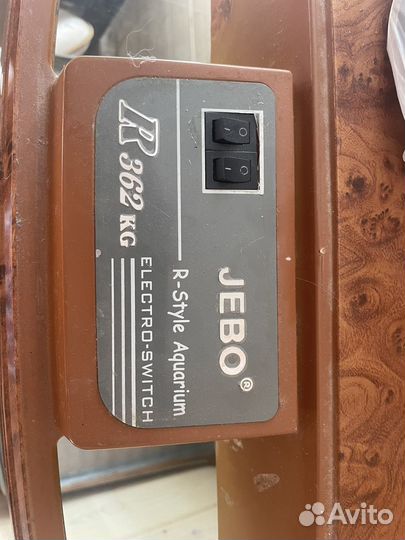 JEBO®
R-Style Aquarium
ELECTRO-SWITCH
R 362 KG
Avito